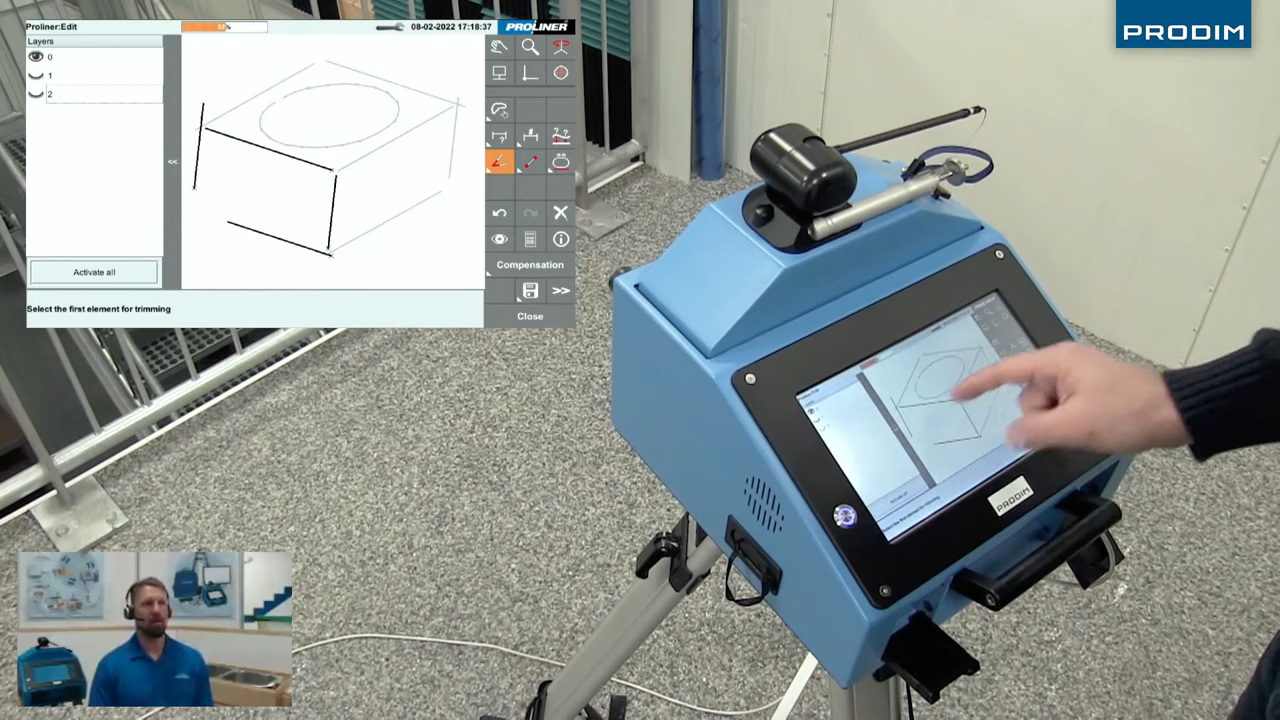 Proliner:Edit
08-02-2022 17:18:37
PROLINER
Layers
0
1
2
<<
Activate all
Compensation
>>
Select the first element for trimming
Close
PRODIM
PRODIM